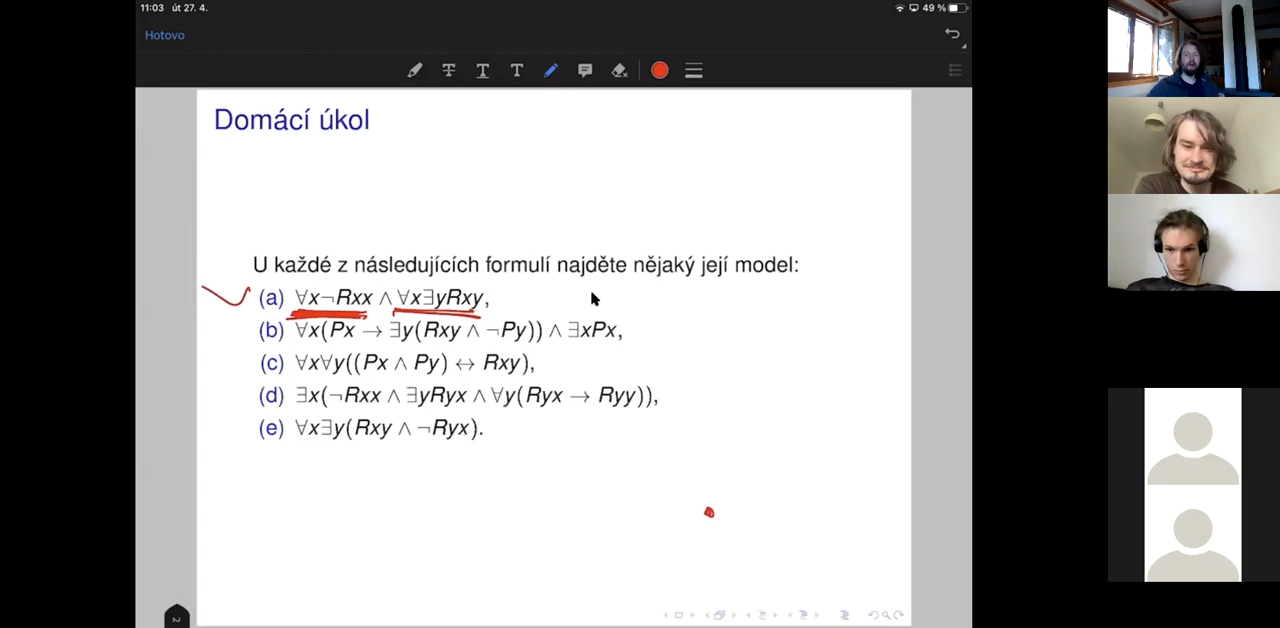 11:03 út 27. 4.
49 %
Hotovo
T T T
Domácí úkol
U každé z následujících formulí najděte nějaký její model:
(a) ∀x¬Rxx ∧ ∀x∃yRxy,
(b) ∀x(Px → ∃y(Rxy ∧ ¬Py)) ∧ ∃xPx,
(c) ∀x∀y((Px ∧ Py) ↔ Rxy),
(d) ∃x(¬Rxx ∧ ∃yRyx ∧ ∀y(Ryx → Ryy)),
(e) ∀x∃y(Rxy ∧ ¬Ryx).
2